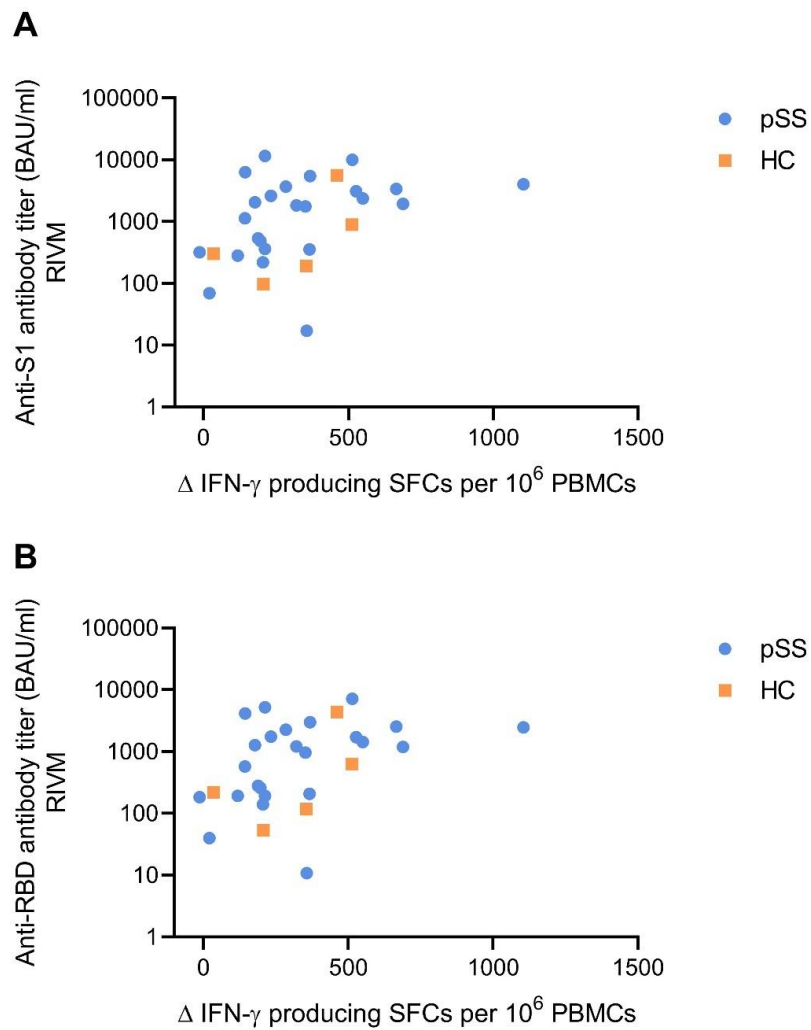 A
Anti-S1 antibody titer (BAU/ml)
RIVM
100000
10000
1000
100
10
1
0
500
1000
1500
Δ IFN-γ producing SFCs per 10⁶ PBMCs
pSS
HC
B
Anti-RBD antibody titer (BAU/ml)
RIVM
100000
10000
1000
100
10
1
0
500
1000
1500
Δ IFN-γ producing SFCs per 10⁶ PBMCs
pSS
HC